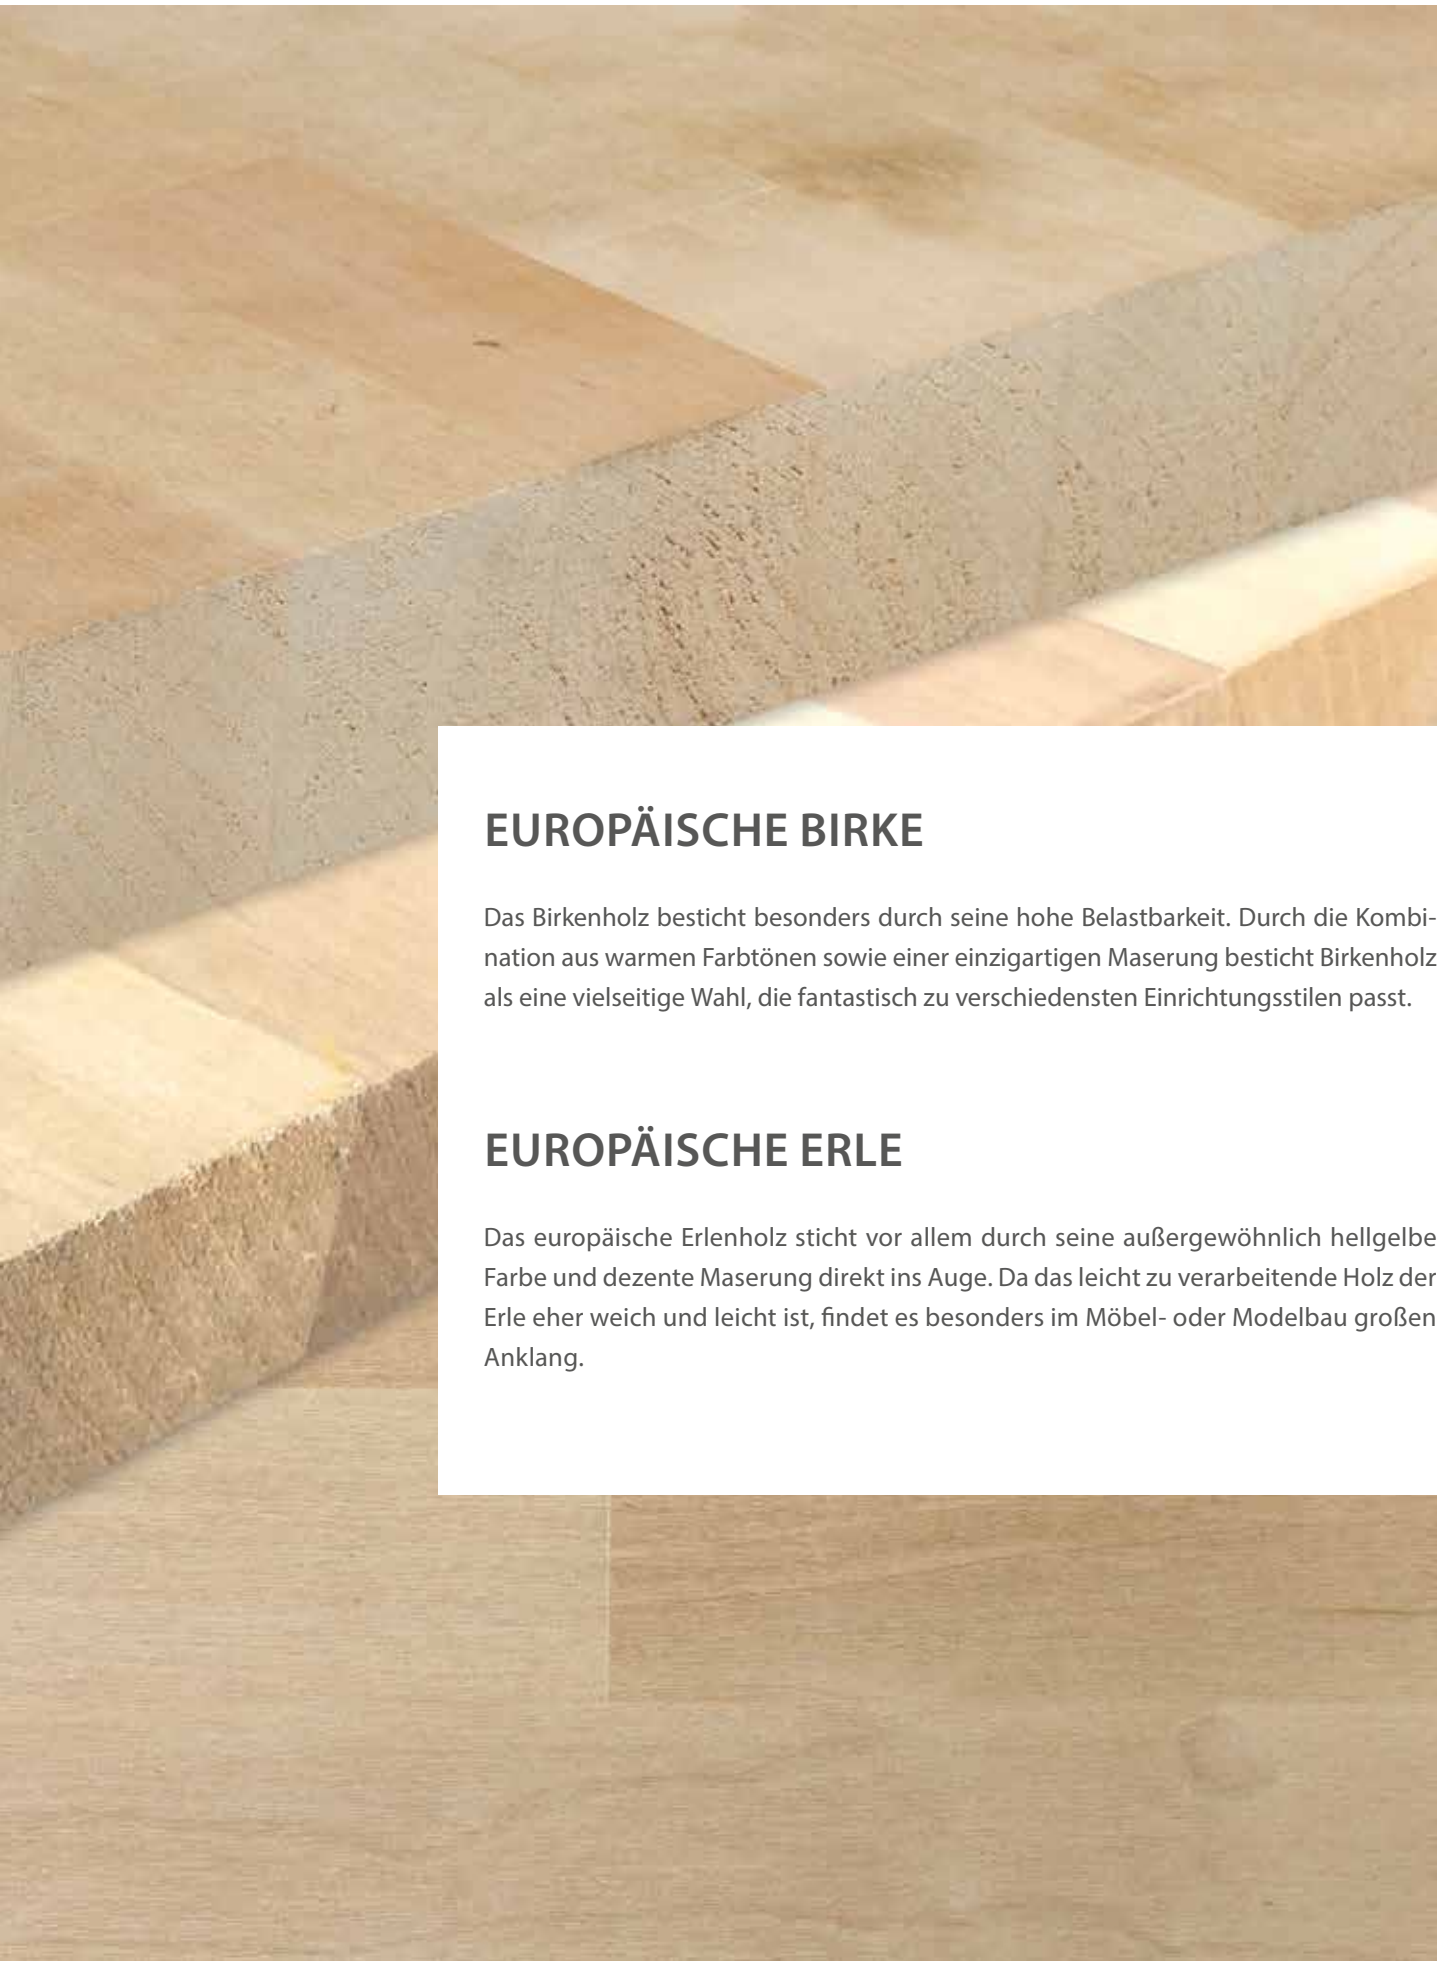 EUROPÄISCHE BIRKE
Das Birkenholz besticht besonders durch seine hohe Belastbarkeit. Durch die Kombi-
nation aus warmen Farbtönen sowie einer einzigartigen Maserung besticht Birkenholz
als eine vielseitige Wahl, die fantastisch zu verschiedensten Einrichtungsstilen passt.
EUROPÄISCHE ERLE
Das europäische Erlenholz sticht vor allem durch seine außergewöhnlich hellgelbe
Farbe und dezente Maserung direkt ins Auge. Da das leicht zu verarbeitende Holz der
Erle eher weich und leicht ist, findet es besonders im Möbel- oder Modelbau großen
Anklang.